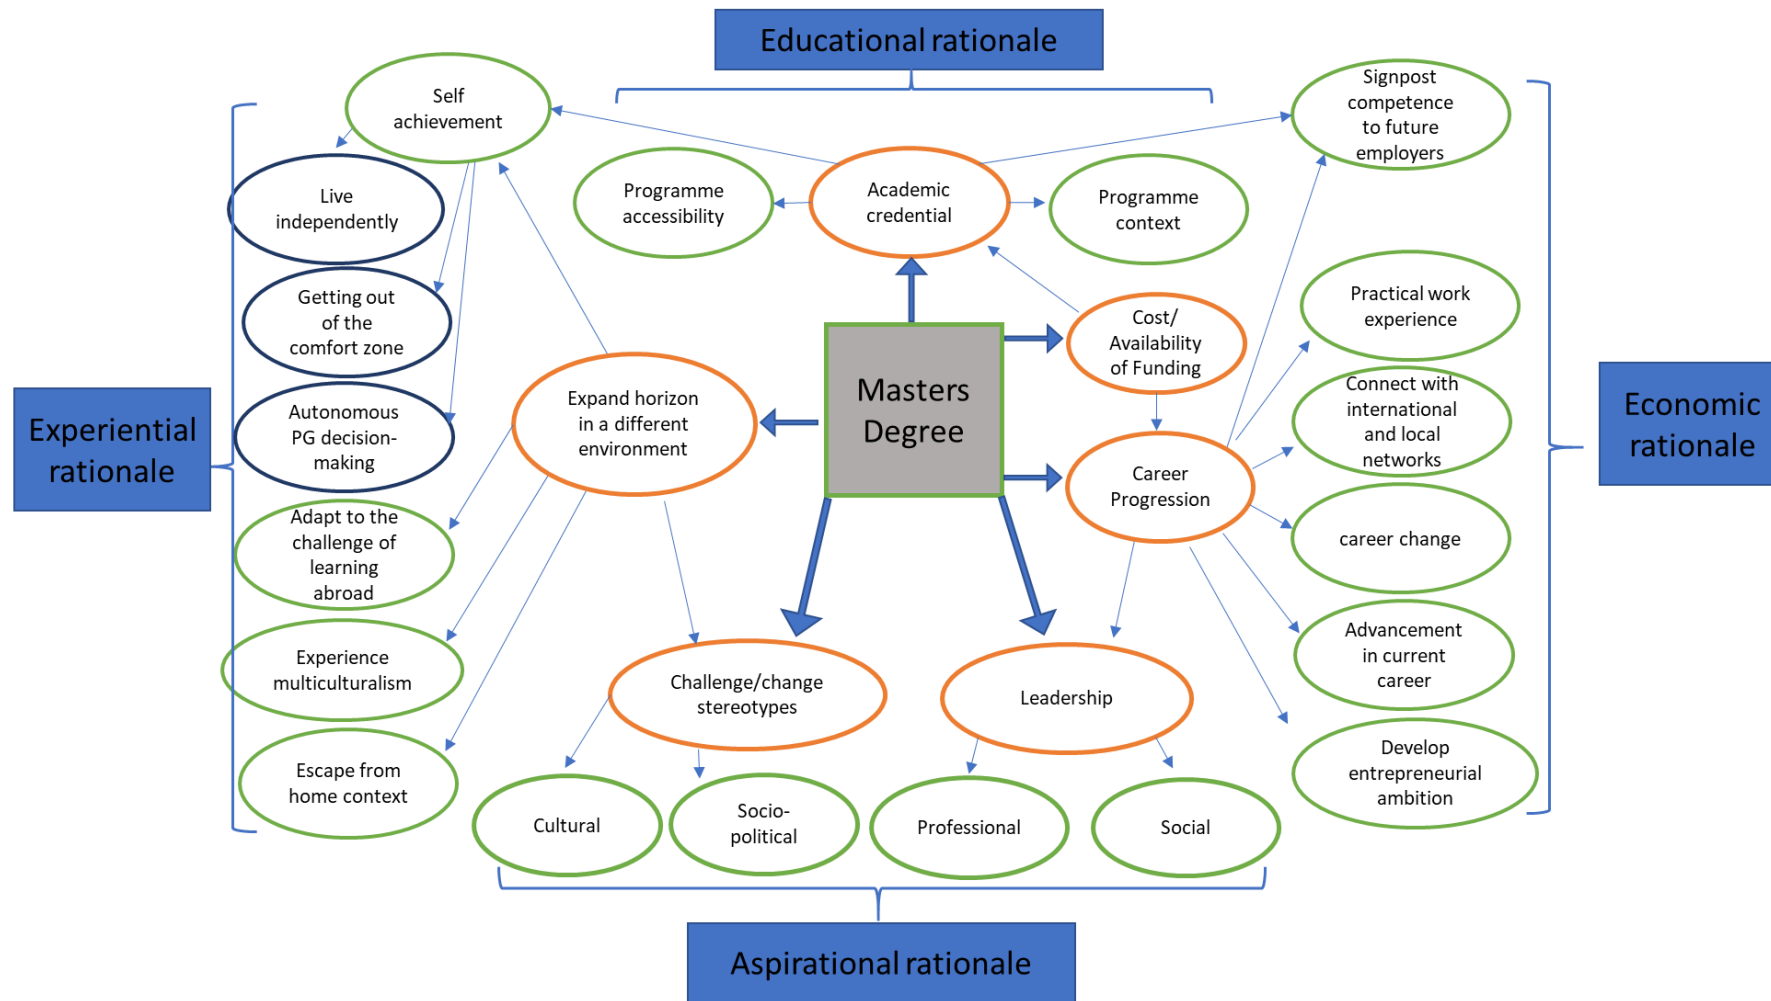 Educational rationale
Self
achievement
Signpost
competence
to future
employers
Live
independently
Programme
accessibility
Academic
credential
Programme
context
Getting out
of the
comfort zone
Cost/
Availability
of Funding
Practical work
experience
Experiential
rationale
Autonomous
PG decision-
making
Expand horizon
in a different
environment
Masters
Degree
Career
Progression
Connect with
international
and local
networks
Economic
rationale
Adapt to the
challenge of
learning
abroad
career change
Experience
multiculturalism
Challenge/change
stereotypes
Leadership
Advancement
in current
career
Escape from
home context
Cultural
Socio-
political
Professional
Social
Develop
entrepreneurial
ambition
Aspirational rationale